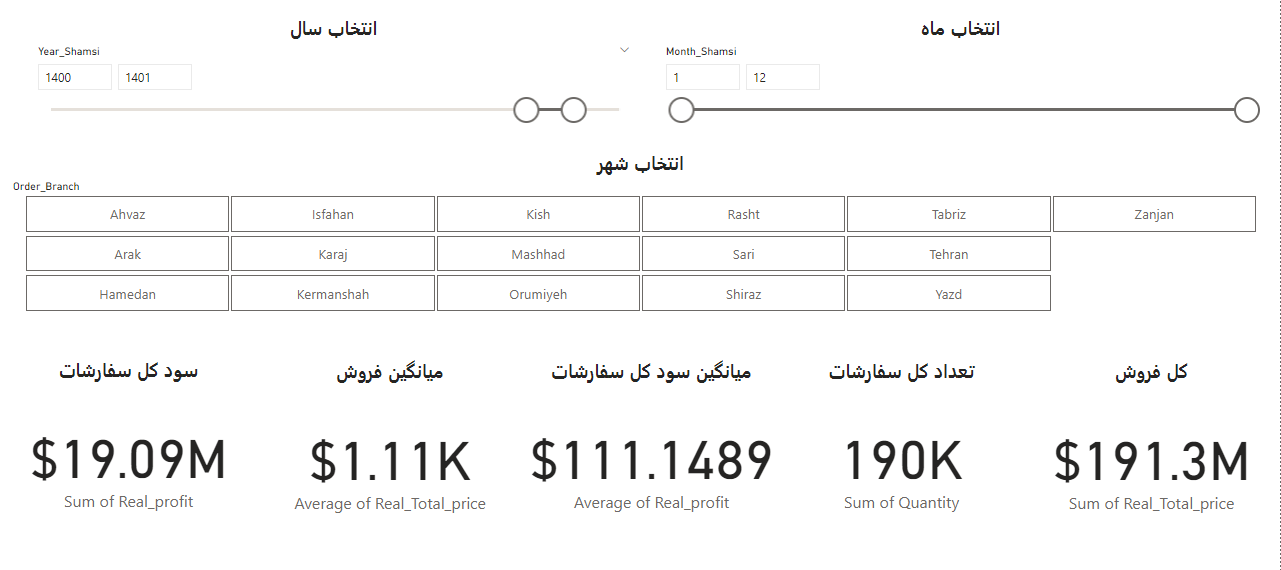 انتخاب سال
انتخاب ماه
Year_Shamsi
Month_Shamsi
1400 1401
1 12
انتخاب شهر
Order_Branch
Ahvaz Isfahan Kish Rasht Tabriz Zanjan
Arak Karaj Mashhad Sari Tehran
Hamedan Kermanshah Orumiyeh Shiraz Yazd
سود کل سفارشات
میانگین فروش
میانگین سود کل سفارشات
تعداد کل سفارشات
کل فروش
$19.09M
$1.11K
$111.1489
190K
$191.3M
Sum of Real_profit
Average of Real_Total_price
Average of Real_profit
Sum of Quantity
Sum of Real_Total_price